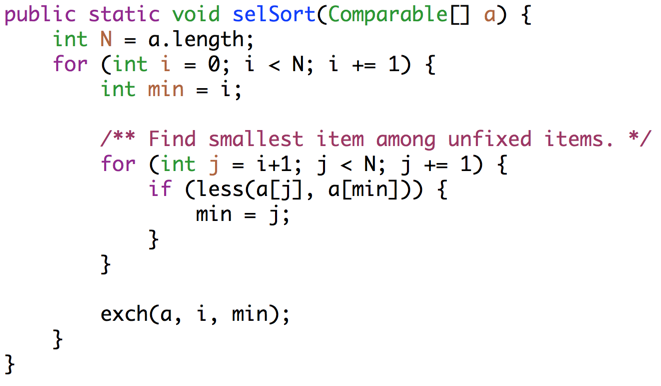 public static void selSort(Comparable[] a) {
    int N = a.length;
    for (int i = 0; i < N; i += 1) {
        int min = i;

        /** Find smallest item among unfixed items. */
        for (int j = i+1; j < N; j += 1) {
            if (less(a[j], a[min])) {
                min = j;
            }
        }

        exch(a, i, min);
    }
}